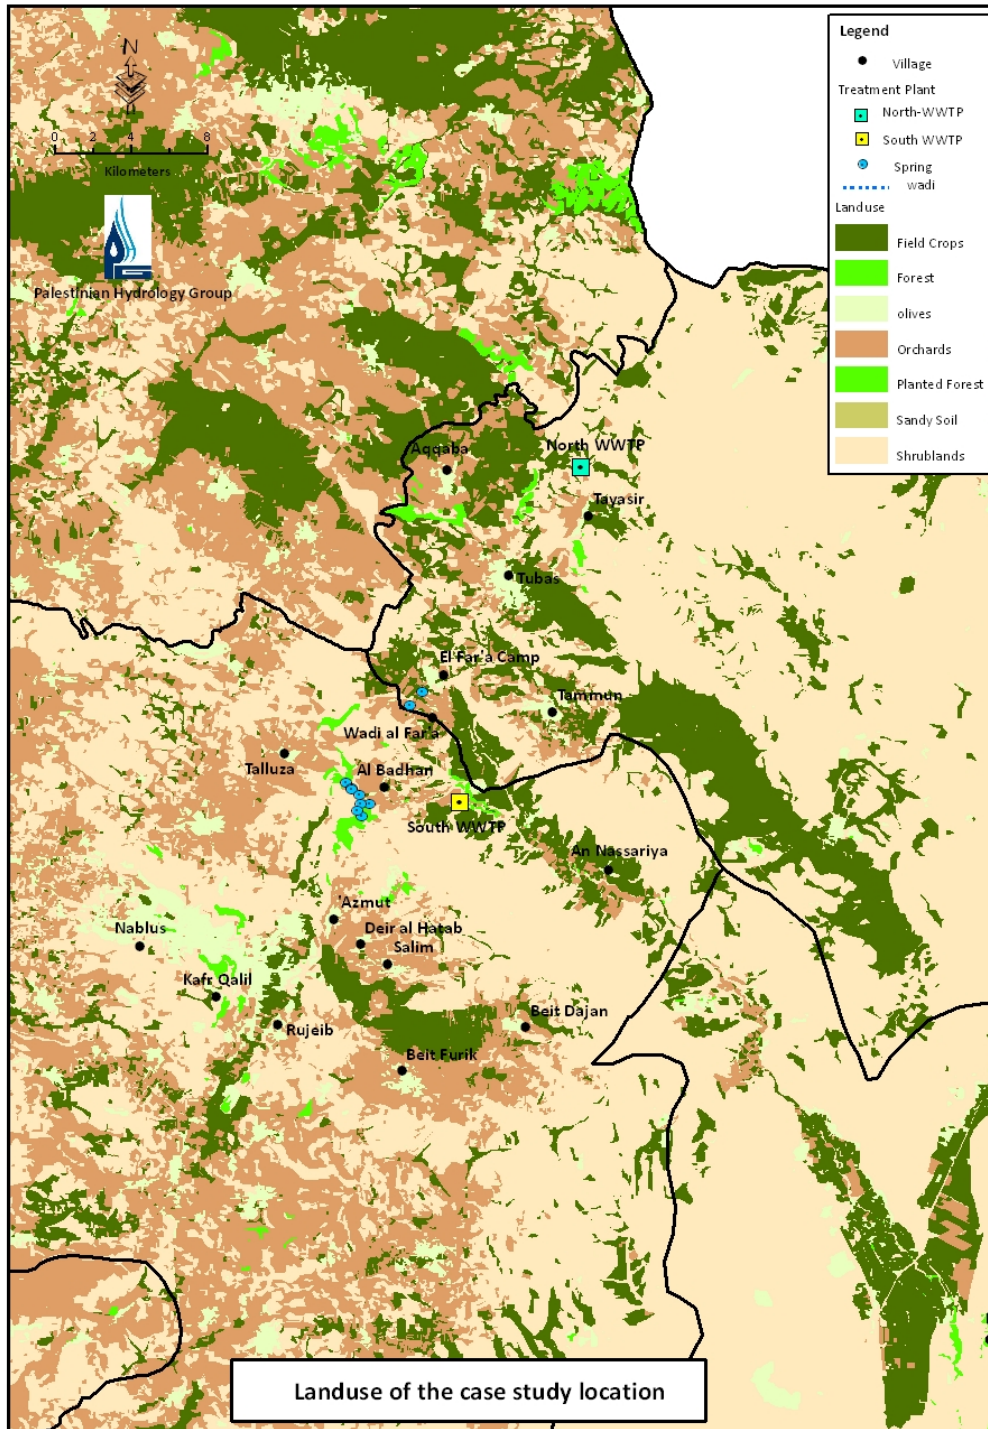 N
0 2 4 8
Kilometers
Palestinian Hydrology Group
Legend
Village
Treatment Plant
North-WWTP
South WWTP
Spring
wadi
Landuse
Field Crops
Forest
olives
Orchards
Planted Forest
Sandy Soil
Shrublands
Aqqaba
North WWTP
Tayasir
Tubas
El Far'a Camp
Tammun
Wadi al Far'a
Talluza
Al Badhan
South WWTP
An Nassariya
'Azmut
Nablus
Deir al Hatab
Salim
Kafr Qalil
Rujeib
Beit Dajan
Beit Furik
Landuse of the case study location